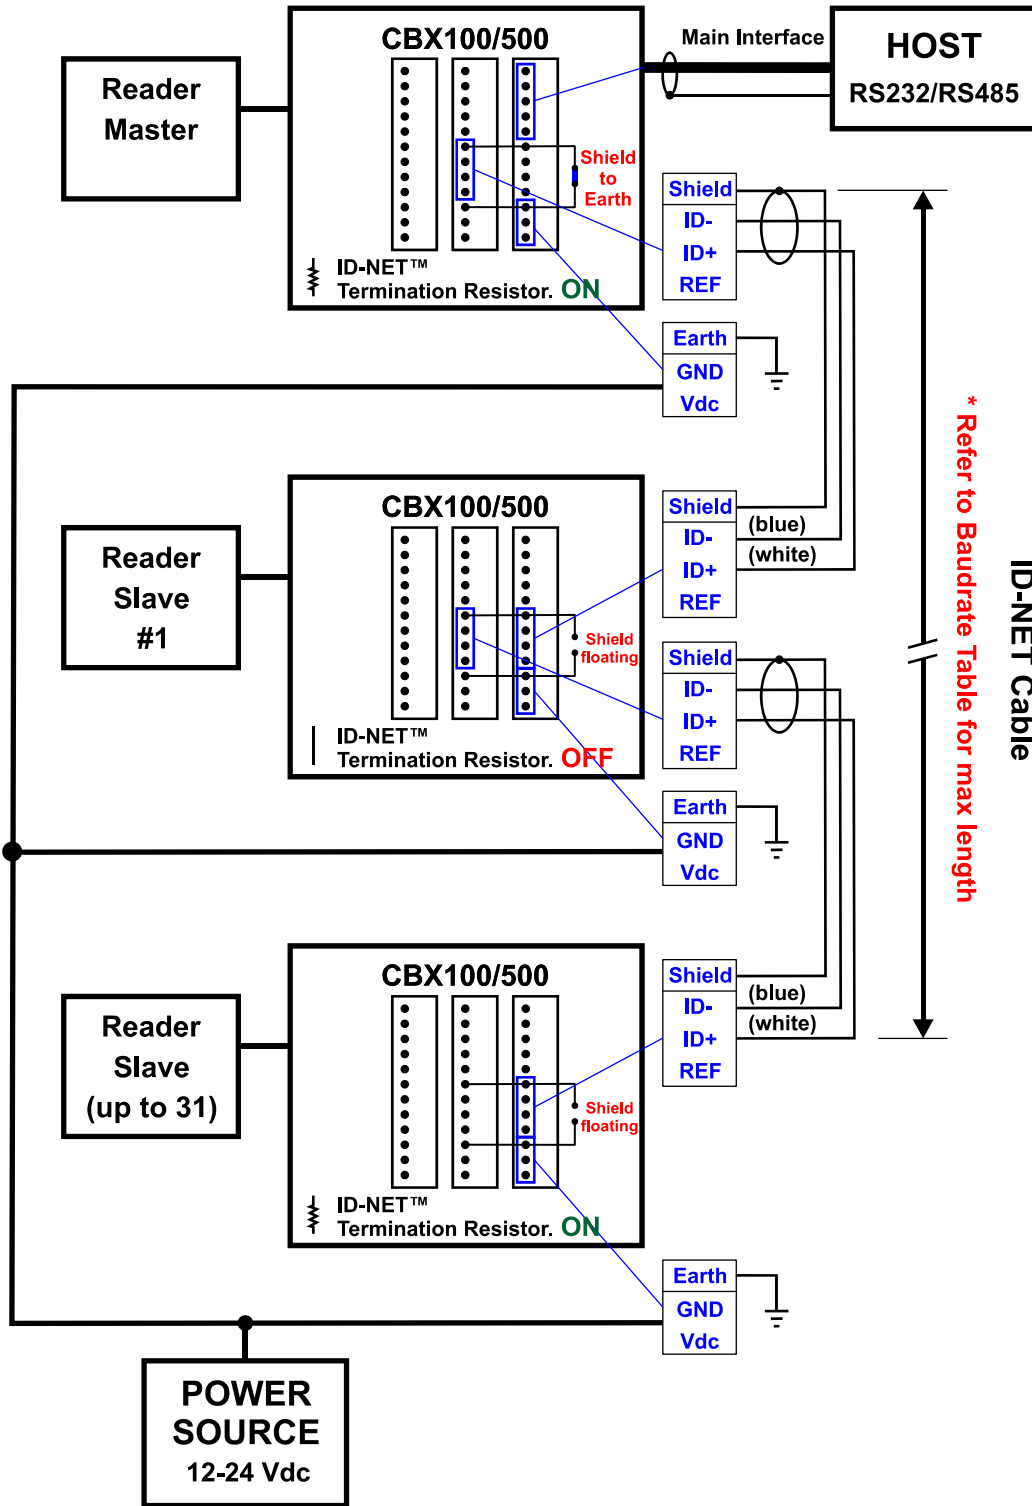 CBX100/500
Main Interface
HOST
RS232/RS485
Reader
Master
Shield
to
Earth
ID-NET™
Termination Resistor. ON
Shield
ID-
ID+
REF
Earth
GND
Vdc
CBX100/500
Reader
Slave
#1
Shield
floating
ID-NET™
Termination Resistor. OFF
Shield
ID-
ID+
REF
(blue)
(white)
Shield
ID-
ID+
REF
Earth
GND
Vdc
ID-NET Cable
* Refer to Baudrate Table for max length
CBX100/500
Reader
Slave
(up to 31)
Shield
floating
ID-NET™
Termination Resistor. ON
Shield
ID-
ID+
REF
(blue)
(white)
Earth
GND
Vdc
POWER
SOURCE
12-24 Vdc